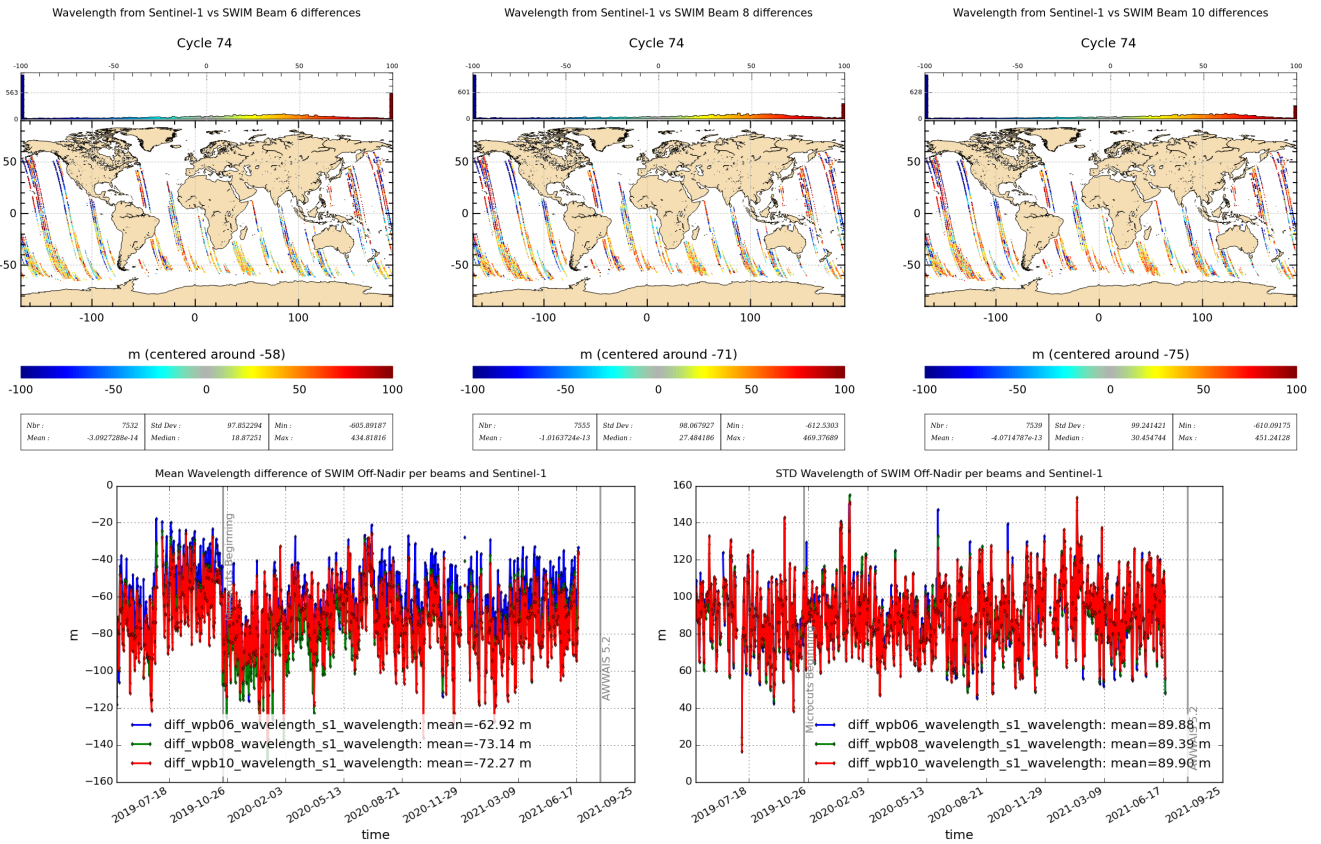 Wavelength from Sentinel-1 vs SWIM Beam 6 differences
Cycle 74
-100 -50 0 50 100
563
0
50
0
-50
-100 0 100
m (centered around -58)
-100 -50 0 50 100
Nbr : 7532 Std Dev : 97.852294 Min : -605.89187
Mean : -3.0927288e-14 Median : 18.87251 Max : 434.81816
Wavelength from Sentinel-1 vs SWIM Beam 8 differences
Cycle 74
-100 -50 0 50 100
601
0
50
0
-50
-100 0 100
m (centered around -71)
-100 -50 0 50 100
Nbr : 7555 Std Dev : 98.067927 Min : -612.5303
Mean : -1.0163724e-13 Median : 27.484186 Max : 469.37689
Wavelength from Sentinel-1 vs SWIM Beam 10 differences
Cycle 74
-100 -50 0 50 100
628
0
50
0
-50
-100 0 100
m (centered around -75)
-100 -50 0 50 100
Nbr : 7539 Std Dev : 99.241421 Min : -610.09175
Mean : -4.0714787e-13 Median : 30.454744 Max : 451.24128
Mean Wavelength difference of SWIM Off-Nadir per beams and Sentinel-1
0
−20
−40
−60
−80
−100
−120
−140
−160
m
Beginning
AWWAIS 5.2
diff_wpb06_wavelength_s1_wavelength: mean=-62.92 m
diff_wpb08_wavelength_s1_wavelength: mean=-73.14 m
diff_wpb10_wavelength_s1_wavelength: mean=-72.27 m
2019-07-18 2019-10-26 2020-02-03 2020-05-13 2020-08-21 2020-11-29 2021-03-09 2021-06-17 2021-09-25
time
STD Wavelength of SWIM Off-Nadir per beams and Sentinel-1
160
140
120
100
80
60
40
20
0
m
Microcuts Beginning
AWWAIS 5.2
diff_wpb06_wavelength_s1_wavelength: mean=89.88 m
diff_wpb08_wavelength_s1_wavelength: mean=89.39 m
diff_wpb10_wavelength_s1_wavelength: mean=89.90 m
2019-07-18 2019-10-26 2020-02-03 2020-05-13 2020-08-21 2020-11-29 2021-03-09 2021-06-17 2021-09-25
time